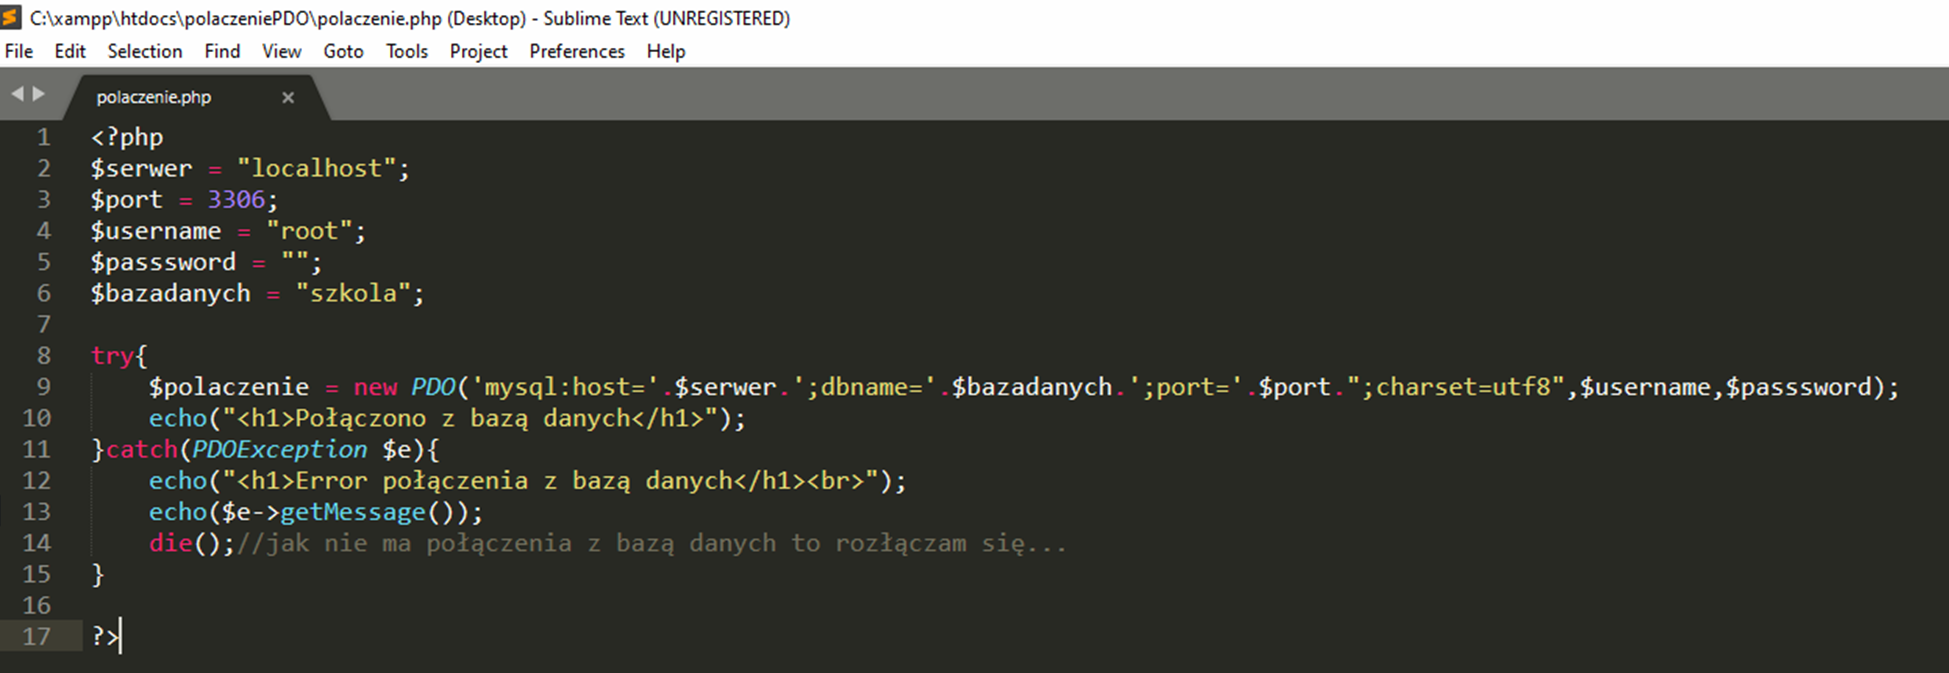 C:\xampp\htdocs\polaczeniePDO\polaczenie.php (Desktop) - Sublime Text (UNREGISTERED)
File Edit Selection Find View Goto Tools Project Preferences Help
polaczenie.php
1 <?php
2 $serwer = "localhost";
3 $port = 3306;
4 $username = "root";
5 $passsword = "";
6 $bazadanych = "szkola";
7
8 try{
9 $polaczenie = new PDO('mysql:host='.$serwer.';dbname='.$bazadanych.';port='.$port.";charset=utf8",$username,$passsword);
10 echo("<h1>Połączono z bazą danych</h1>");
11 }catch(PDOException $e){
12 echo("<h1>Error połączenia z bazą danych</h1><br>");
13 echo($e->getMessage());
14 die();//jak nie ma połączenia z bazą danych to rozłączam się...
15 }
16
17 ?>